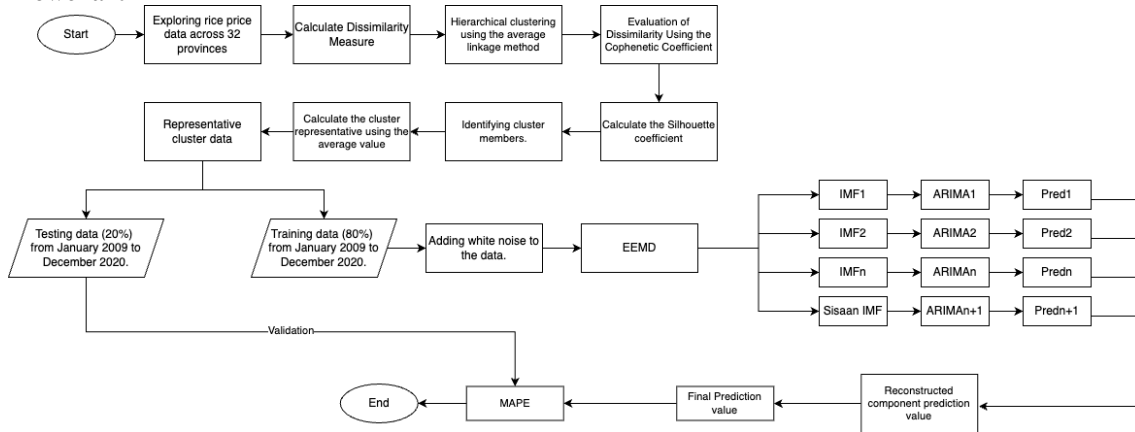 Start
Exploring rice price
data across 32
provinces
Calculate Dissimilarity
Measure
Hierarchical clustering
using the average
linkage method
Evaluation of
Dissimilarity Using the
Cophenetic Coefficient
Representative
cluster data
Calculate the cluster
representative using the
average value
Identifying cluster
members.
Calculate the Silhouette
coefficient
Testing data (20%)
from January 2009 to
December 2020.
Training data (80%)
from January 2009 to
December 2020.
Adding white noise to
the data.
EEMD
IMF1
ARIMA1
Pred1
IMF2
ARIMA2
Pred2
IMFn
ARIMAn
Predn
Sisaan IMF
ARIMAn+1
Predn+1
Validation
End
MAPE
Final Prediction
value
Reconstructed
component prediction
value